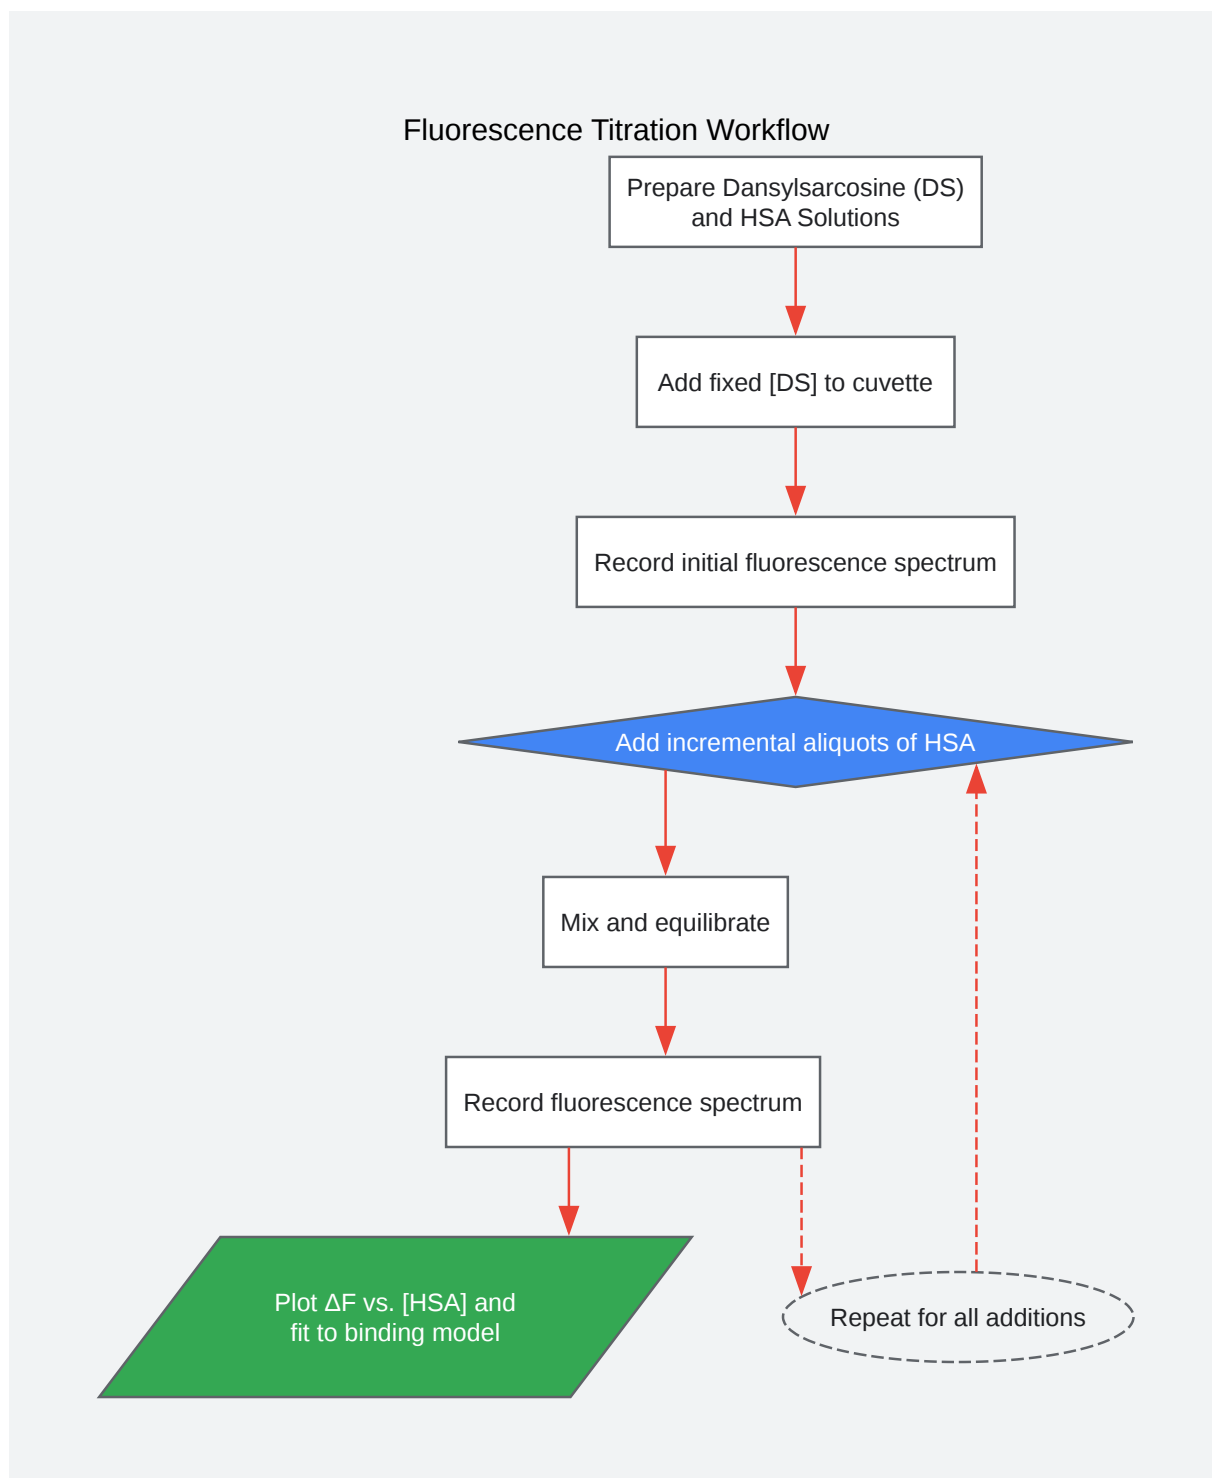 Fluorescence Titration Workflow
Prepare Dansylsarcosine (DS)
and HSA Solutions
Add fixed [DS] to cuvette
Record initial fluorescence spectrum
Add incremental aliquots of HSA
Mix and equilibrate
Record fluorescence spectrum
Plot ΔF vs. [HSA] and
fit to binding model
Repeat for all additions